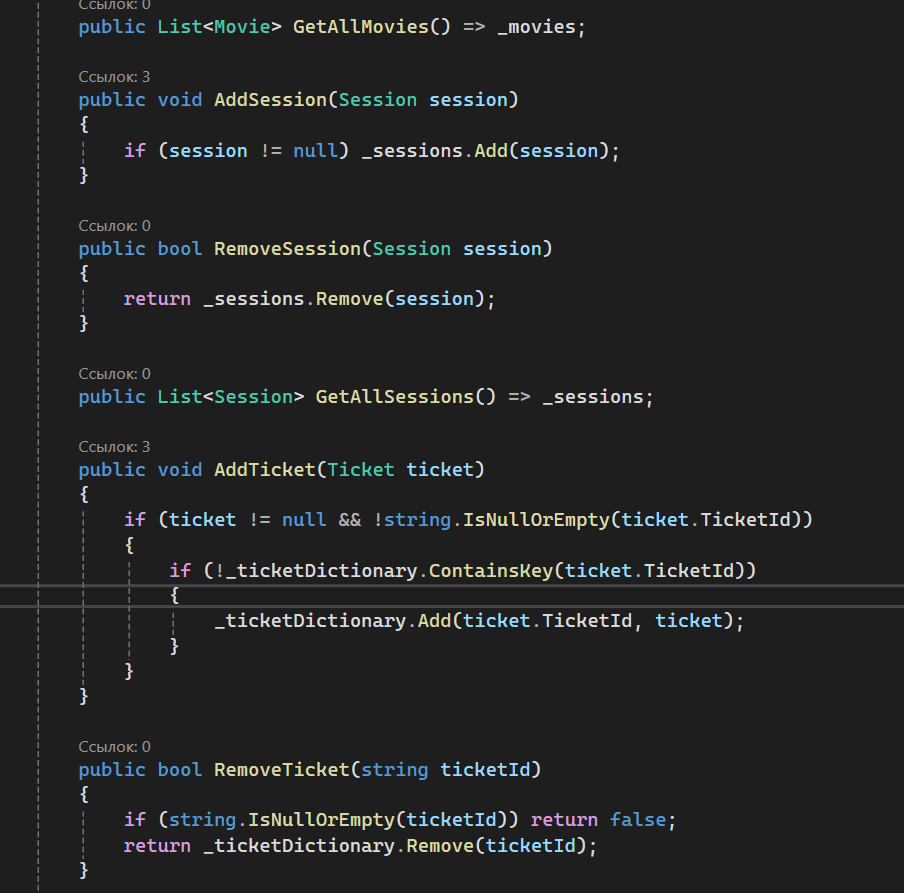 Ссылок: 0
public List<Movie> GetAllMovies() => _movies;
Ссылок: 3
public void AddSession(Session session)
{
if (session != null) _sessions.Add(session);
}
Ссылок: 0
public bool RemoveSession(Session session)
{
return _sessions.Remove(session);
}
Ссылок: 0
public List<Session> GetAllSessions() => _sessions;
Ссылок: 3
public void AddTicket(Ticket ticket)
{
if (ticket != null && !string.IsNullOrEmpty(ticket.TicketId))
{
if (!_ticketDictionary.ContainsKey(ticket.TicketId))
{
_ticketDictionary.Add(ticket.TicketId, ticket);
}
}
}
Ссылок: 0
public bool RemoveTicket(string ticketId)
{
if (string.IsNullOrEmpty(ticketId)) return false;
return _ticketDictionary.Remove(ticketId);
}